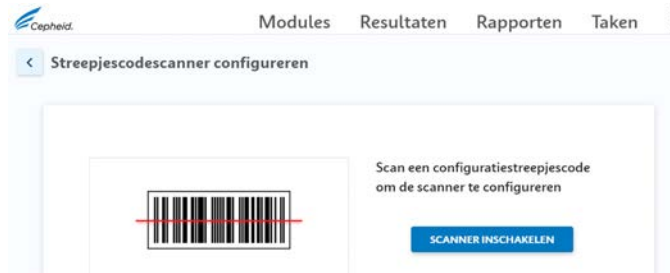 Cepheid.
Modules Resultaten Rapporten Taken
Streepjescodescanner configureren
Scan een configuratiestreepjescode
om de scanner te configureren
SCANNER INSCHAKELEN